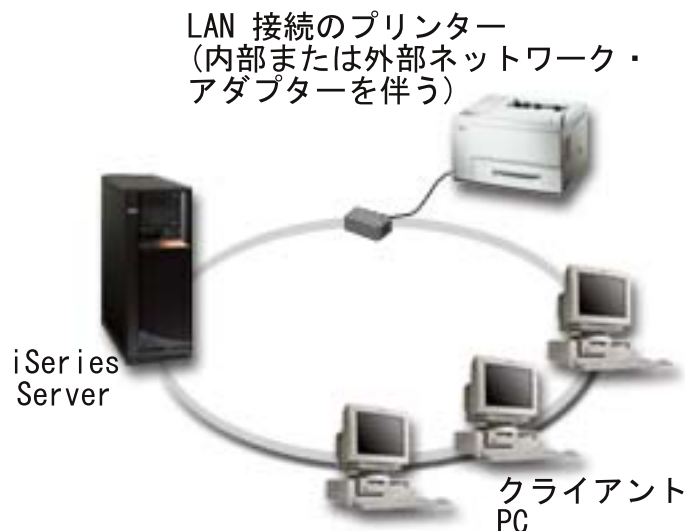 LAN 接続のプリンター
(内部または外部ネットワーク・
アダプターを伴う)
iSeries
Server
クライアント
PC